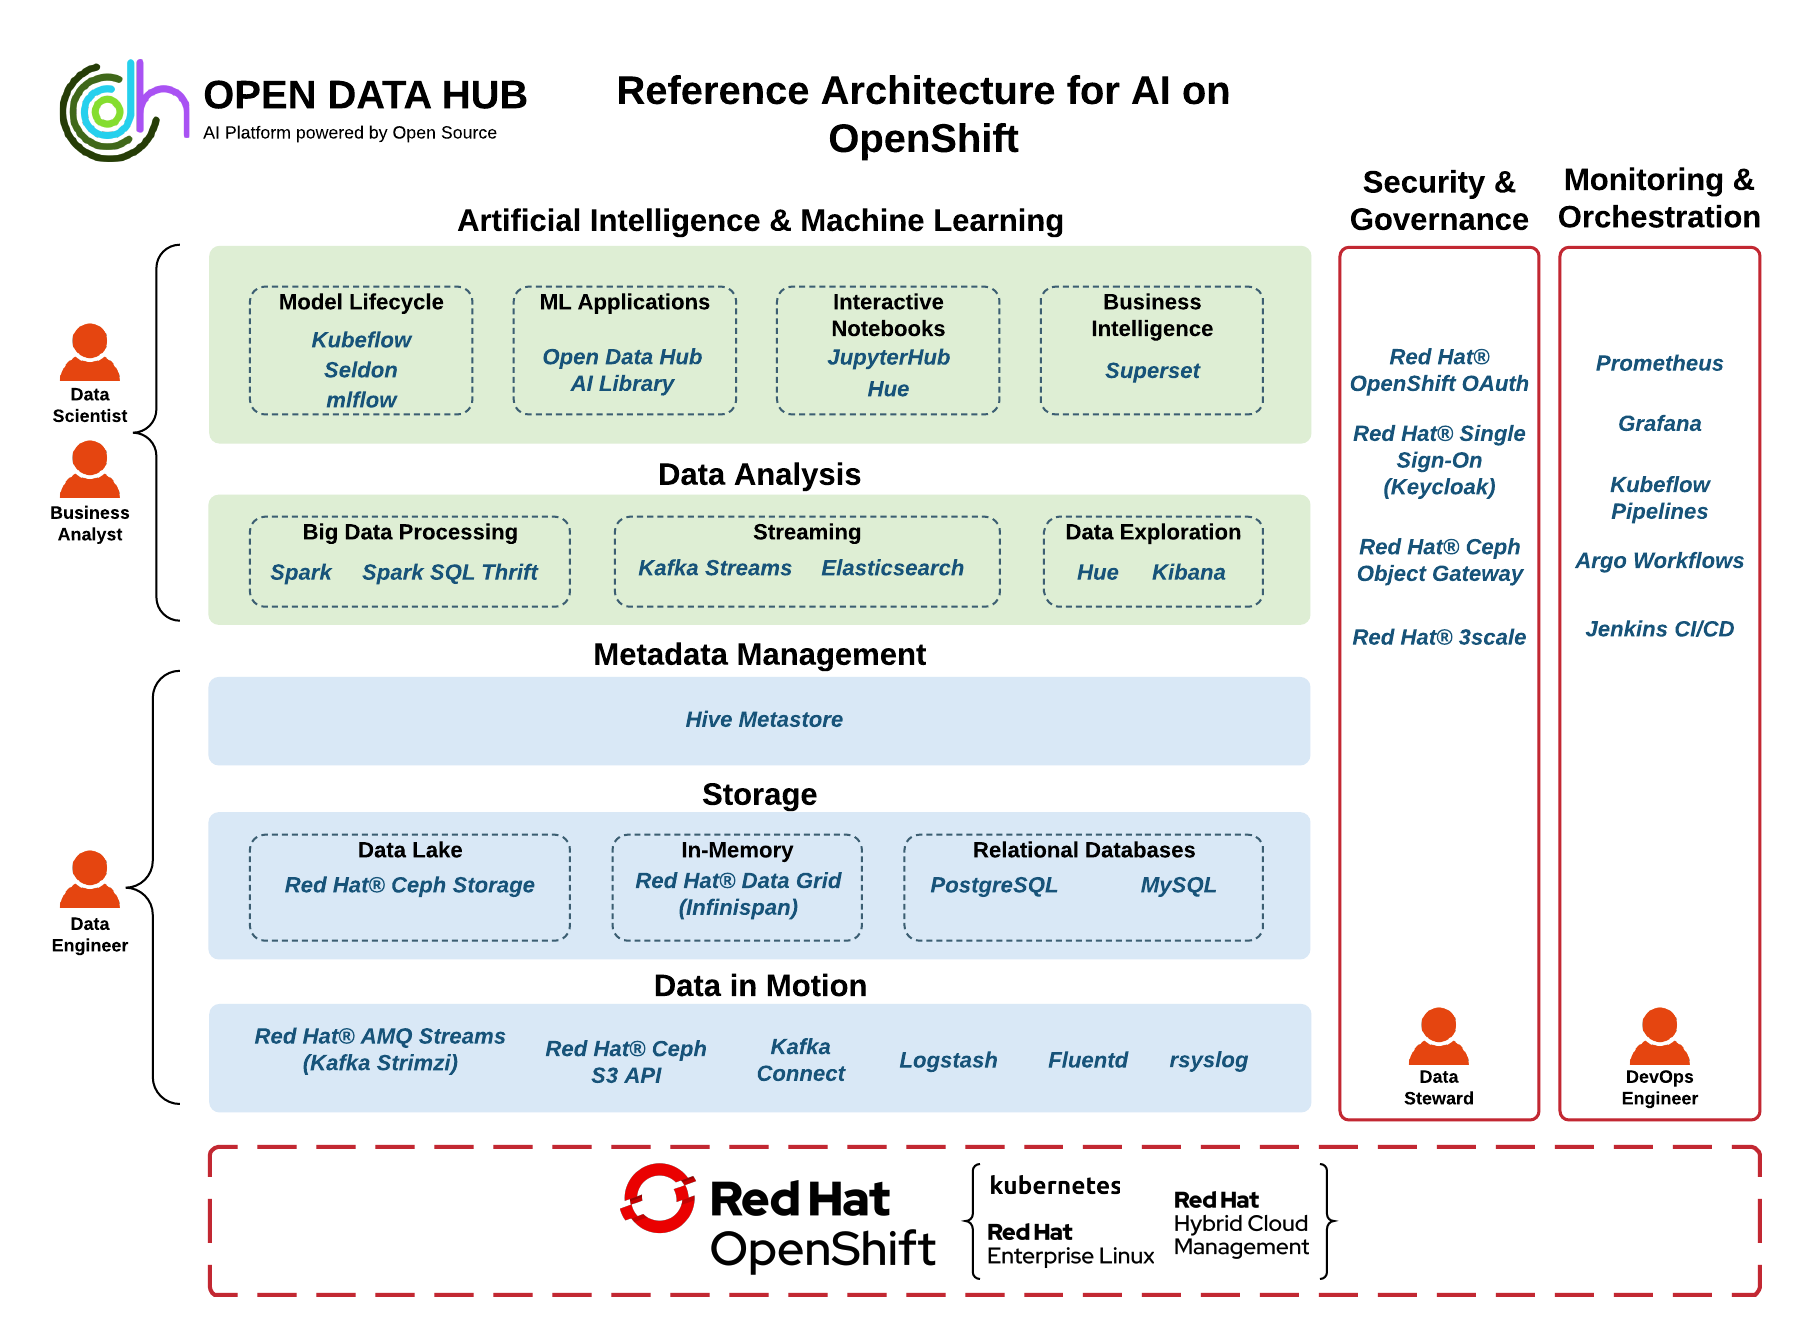 OPEN DATA HUB
AI Platform powered by Open Source
Reference Architecture for AI on
OpenShift
Security &
Governance
Monitoring &
Orchestration
Artificial Intelligence & Machine Learning
Model Lifecycle
Kubeflow
Seldon
mlflow
ML Applications
Open Data Hub
AI Library
Interactive
Notebooks
JupyterHub
Hue
Business
Intelligence
Superset
Data
Scientist
Business
Analyst
Data Analysis
Big Data Processing
Spark Spark SQL Thrift
Streaming
Kafka Streams Elasticsearch
Data Exploration
Hue Kibana
Metadata Management
Hive Metastore
Storage
Data Lake
Red Hat® Ceph Storage
In-Memory
Red Hat® Data Grid
(Infinispan)
Relational Databases
PostgreSQL MySQL
Data
Engineer
Data in Motion
Red Hat® AMQ Streams
(Kafka Strimzi)
Red Hat® Ceph
S3 API
Kafka
Connect
Logstash
Fluentd
rsyslog
Red Hat®
OpenShift OAuth
Red Hat® Single
Sign-On
(Keycloak)
Red Hat® Ceph
Object Gateway
Red Hat® 3scale
Data
Steward
Prometheus
Grafana
Kubeflow
Pipelines
Argo Workflows
Jenkins CI/CD
DevOps
Engineer
Red Hat
OpenShift
kubernetes
Red Hat
Enterprise Linux
Red Hat
Hybrid Cloud
Management